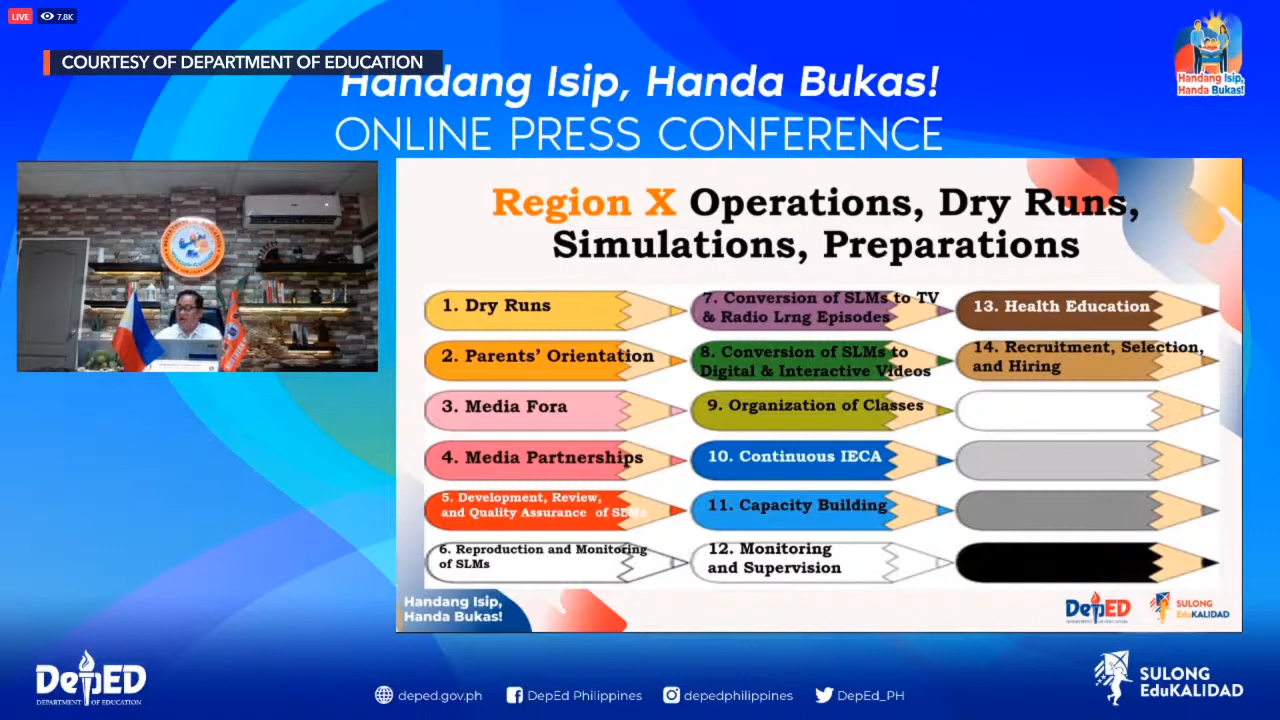 LIVE 7.8K
COURTESY OF DEPARTMENT OF EDUCATION
Handang Isip, Handa Bukas!
ONLINE PRESS CONFERENCE
Handang Isip,
Handa Bukas!
Region X Operations, Dry Runs,
Simulations, Preparations
1. Dry Runs
2. Parents' Orientation
3. Media Fora
4. Media Partnerships
5. Development, Review,
and Quality Assurance of SLMs
6. Reproduction and Monitoring
of SLMs
7. Conversion of SLMs to TV
& Radio Lrng Episodes
8. Conversion of SLMs to
Digital & Interactive Videos
9. Organization of Classes
10. Continuous IECA
11. Capacity Building
12. Monitoring
and Supervision
13. Health Education
14. Recruitment, Selection,
and Hiring
Handang Isip,
Handa Bukas!
DepED
DEPARTMENT OF EDUCATION
SULONG
EduKALIDAD
DepED
DEPARTMENT OF EDUCATION
deped.gov.ph
DepEd Philippines
depedphilippines
DepEd_PH
SULONG
EduKALIDAD